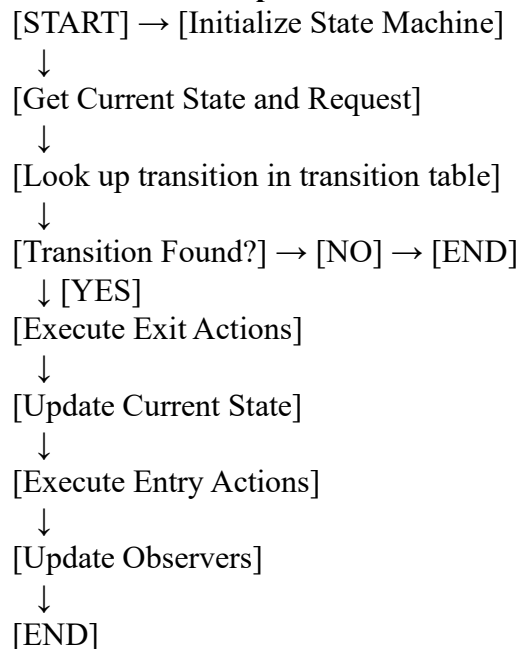 [START] → [Initialize State Machine]
↓
[Get Current State and Request]
↓
[Look up transition in transition table]
↓
[Transition Found?] → [NO] → [END]
↓ [YES]
[Execute Exit Actions]
↓
[Update Current State]
↓
[Execute Entry Actions]
↓
[Update Observers]
↓
[END]